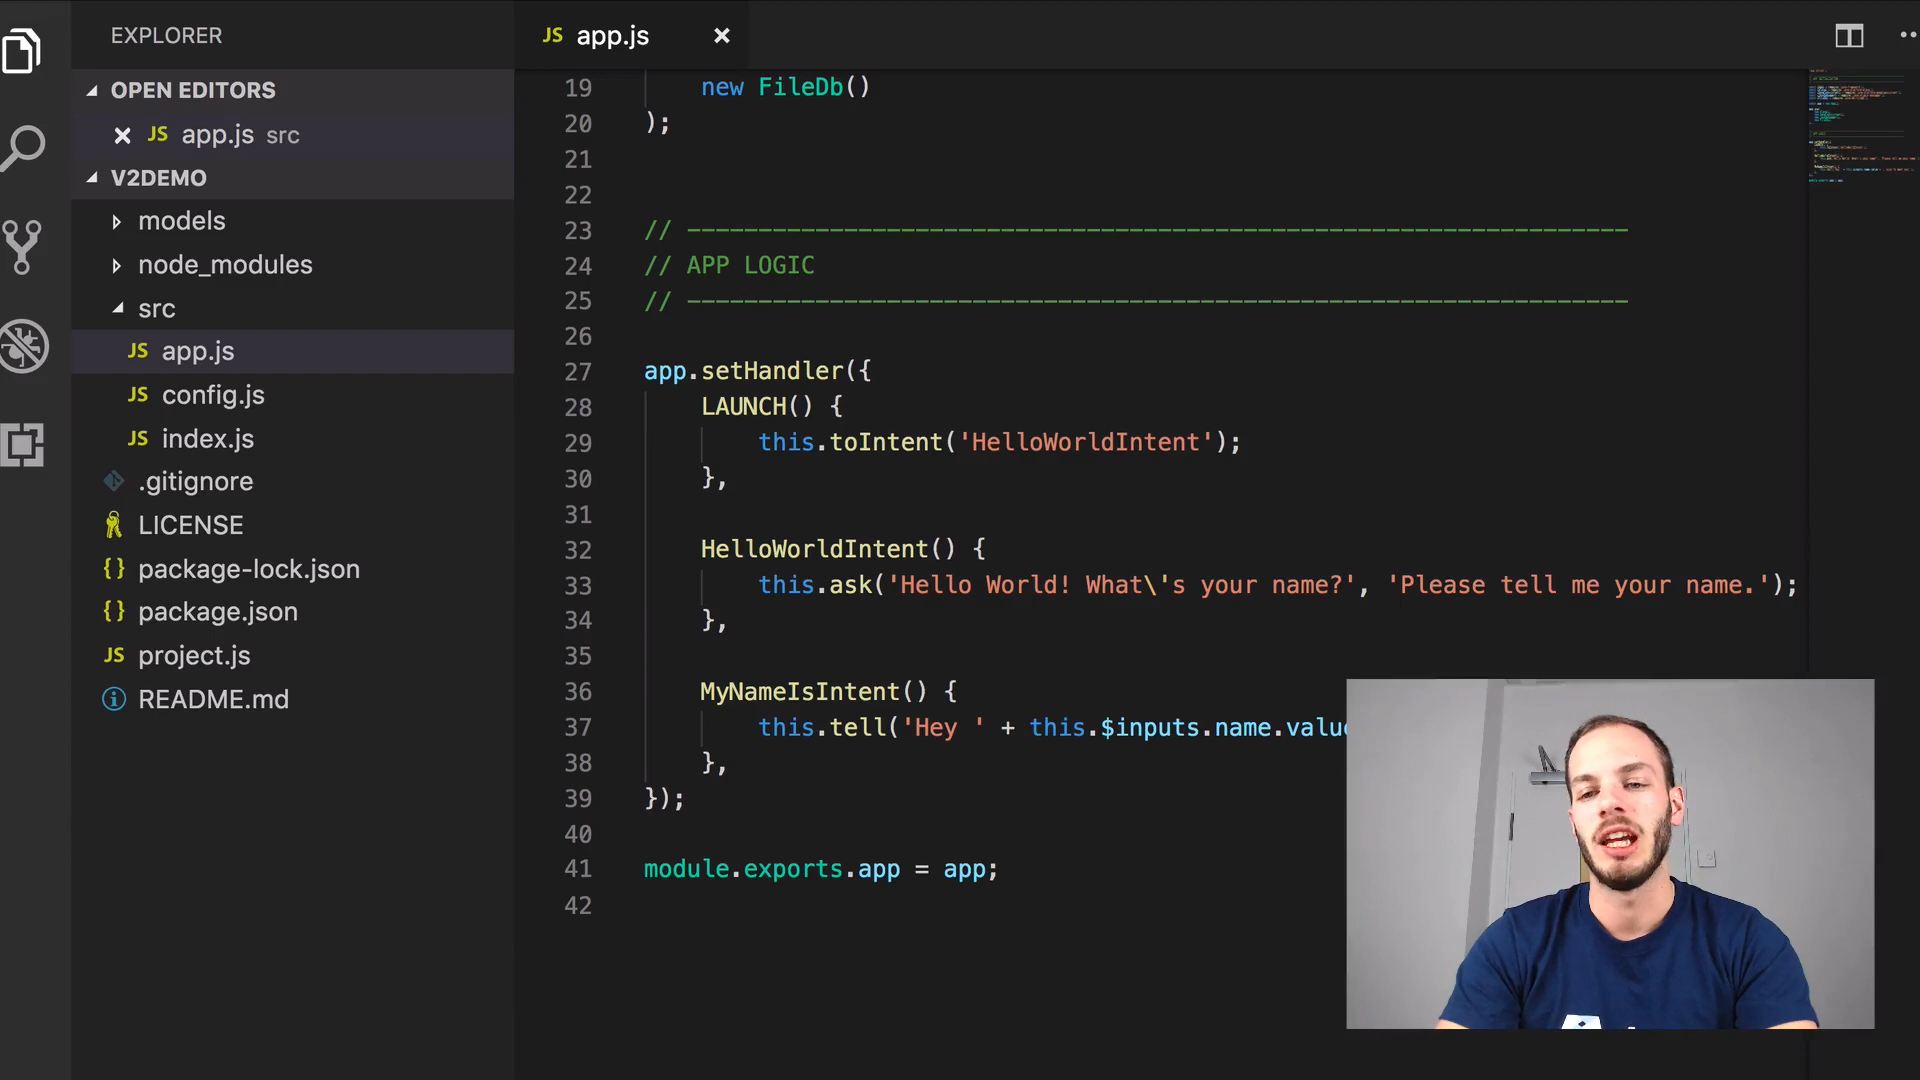 EXPLORER
OPEN EDITORS
JS app.js src
V2DEMO
models
node_modules
src
JS app.js
JS config.js
JS index.js
.gitignore
LICENSE
{} package-lock.json
{} package.json
JS project.js
README.md
JS app.js
19 new FileDb()
20 );
21
22
23 // ------------------------------------------------------------------
24 // APP LOGIC
25 // ------------------------------------------------------------------
26
27 app.setHandler({
28 LAUNCH() {
29 this.toIntent('HelloWorldIntent');
30 },
31
32 HelloWorldIntent() {
33 this.ask('Hello World! What\'s your name?', 'Please tell me your name.');
34 },
35
36 MyNameIsIntent() {
37 this.tell('Hey ' + this.$inputs.name.value
38 },
39 });
40
41 module.exports.app = app;
42